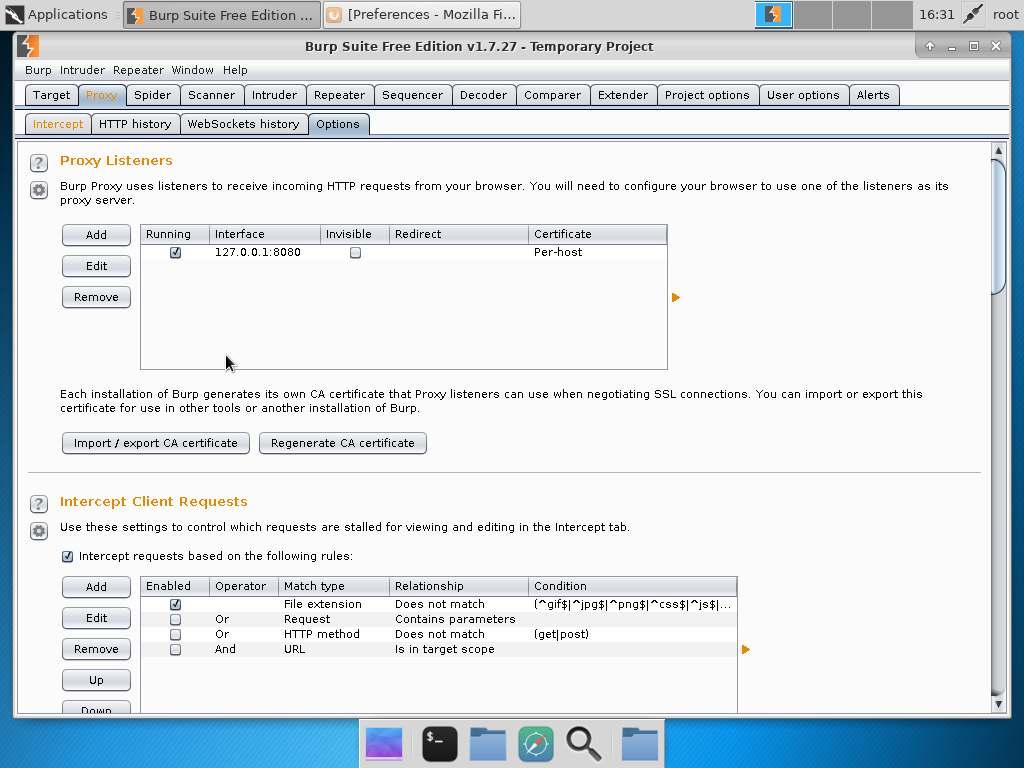 Applications
Burp Suite Free Edition ...
[Preferences - Mozilla Fi...
16:31
root
Burp Suite Free Edition v1.7.27 - Temporary Project
Burp Intruder Repeater Window Help
Target Proxy Spider Scanner Intruder Repeater Sequencer Decoder Comparer Extender Project options User options Alerts
Intercept HTTP history WebSockets history Options
?
Proxy Listeners
Burp Proxy uses listeners to receive incoming HTTP requests from your browser. You will need to configure your browser to use one of the listeners as its
proxy server.
Add
Edit
Remove
Running Interface Invisible Redirect Certificate
127.0.0.1:8080 Per-host
Each installation of Burp generates its own CA certificate that Proxy listeners can use when negotiating SSL connections. You can import or export this
certificate for use in other tools or another installation of Burp.
Import / export CA certificate Regenerate CA certificate
?
Intercept Client Requests
Use these settings to control which requests are stalled for viewing and editing in the Intercept tab.
Intercept requests based on the following rules:
Add
Edit
Remove
Up
Down
Enabled Operator Match type Relationship Condition
File extension Does not match (^gif$|^jpg$|^png$|^css$|^js$|...
Or Request Contains parameters
Or HTTP method Does not match (get|post)
And URL Is in target scope
$_